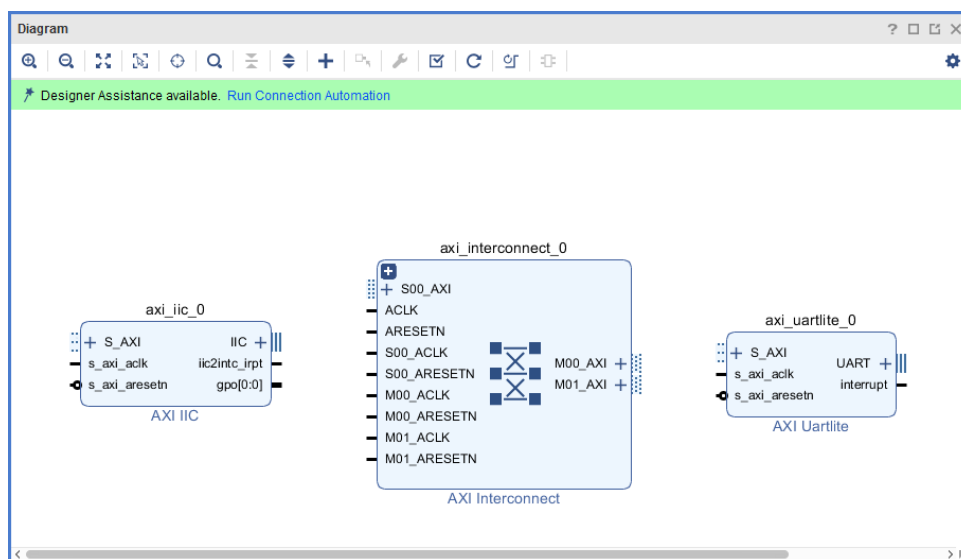 Diagram
Designer Assistance available. Run Connection Automation
axi_iic_0
S_AXI
s_axi_aclk
s_axi_aresetn
IIC
iic2intc_irpt
gpo[0:0]
AXI IIC
axi_interconnect_0
S00_AXI
ACLK
ARESETN
S00_ACLK
S00_ARESETN
M00_ACLK
M00_ARESETN
M01_ACLK
M01_ARESETN
M00_AXI
M01_AXI
AXI Interconnect
axi_uartlite_0
S_AXI
s_axi_aclk
s_axi_aresetn
UART
interrupt
AXI Uartlite